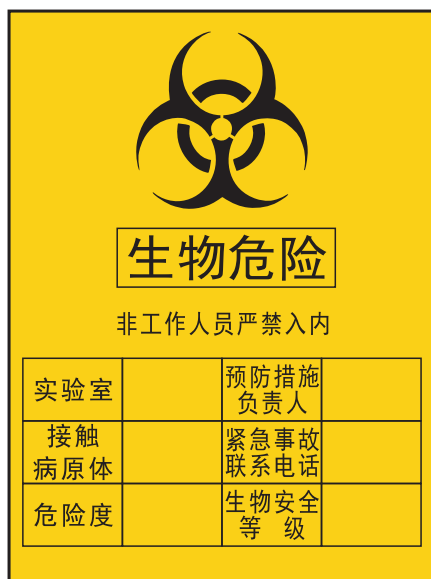 生物危险
非工作人员严禁入内
实验室
预防措施
负责人
接触
病原体
紧急事故
联系电话
危险度
生物安全
等 级